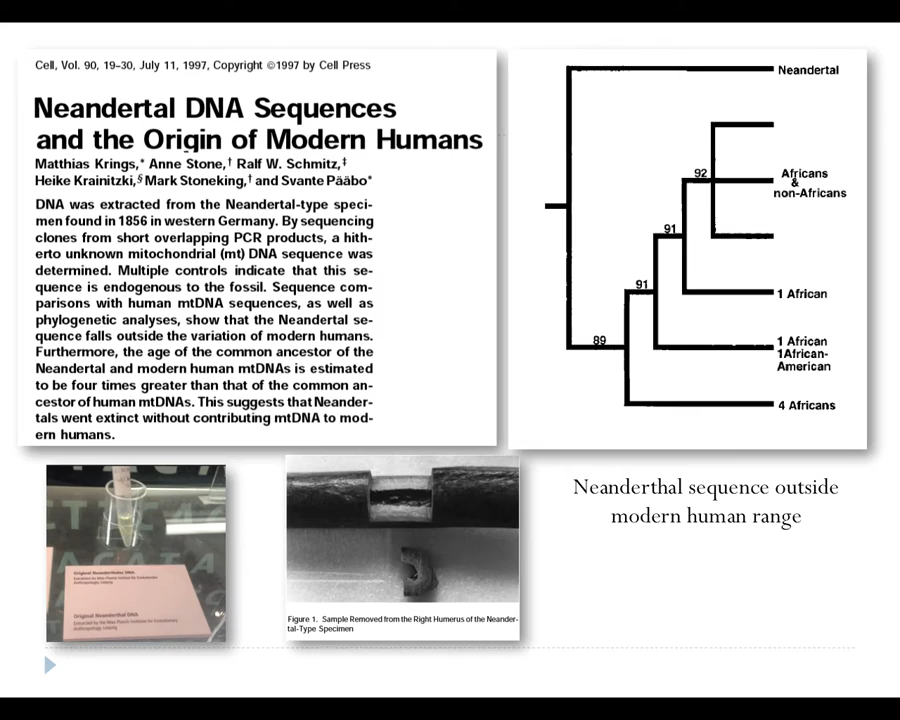 Cell, Vol. 90, 19–30, July 11, 1997, Copyright ©1997 by Cell Press
Neandertal DNA Sequences
and the Origin of Modern Humans
Matthias Krings,* Anne Stone,† Ralf W. Schmitz,‡
Heike Krainitzki,§ Mark Stoneking,† and Svante Pääbo*
DNA was extracted from the Neandertal-type speci-
men found in 1856 in western Germany. By sequencing
clones from short overlapping PCR products, a hith-
erto unknown mitochondrial (mt) DNA sequence was
determined. Multiple controls indicate that this se-
quence is endogenous to the fossil. Sequence com-
parisons with human mtDNA sequences, as well as
phylogenetic analyses, show that the Neandertal se-
quence falls outside the variation of modern humans.
Furthermore, the age of the common ancestor of the
Neandertal and modern human mtDNAs is estimated
to be four times greater than that of the common an-
cestor of human mtDNAs. This suggests that Neander-
tals went extinct without contributing mtDNA to mod-
ern humans.
Neandertal
92
Africans
&
non-Africans
91
1 African
91
1 African
1African-
American
89
4 Africans
Original Neanderthaler DNA
Original Neanderthal DNA
Figure 1. Sample Removed from the Right Humerus of the Neander-
tal-Type Specimen
Neanderthal sequence outside
modern human range